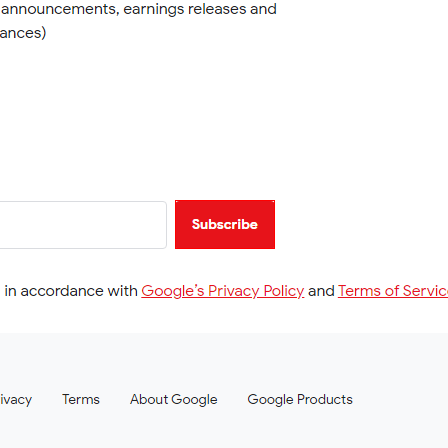 announcements, earnings releases and
ances)
Subscribe
in accordance with Google's Privacy Policy and Terms of Servic
ivacy Terms About Google Google Products